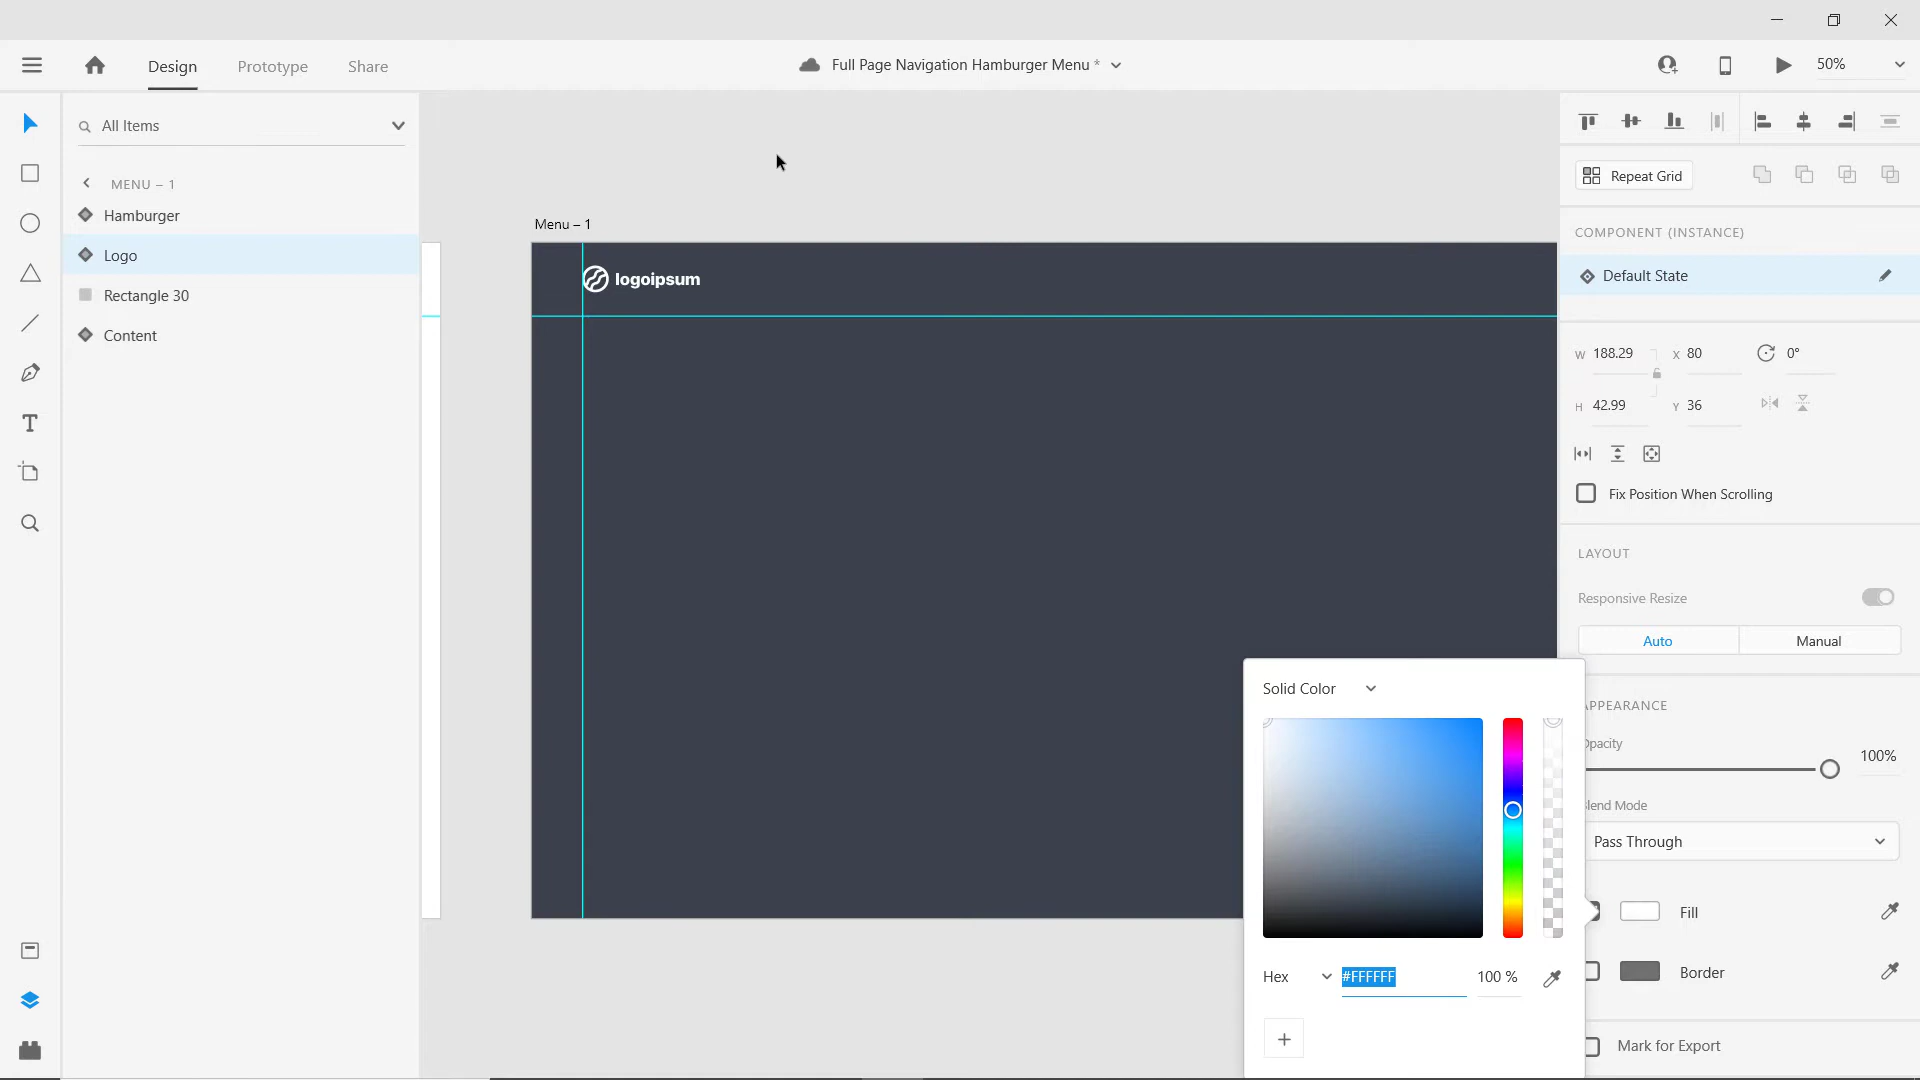 Design
Prototype
Share
Full Page Navigation Hamburger Menu *
50%
All Items
MENU – 1
Hamburger
Logo
Rectangle 30
Content
Menu – 1
logoipsum
Repeat Grid
COMPONENT (INSTANCE)
Default State
W 188.29
X 80
0°
H 42.99
Y 36
Fix Position When Scrolling
LAYOUT
Responsive Resize
Auto
Manual
Solid Color
PPEARANCE
pacity
100%
lend Mode
Pass Through
Fill
Hex
#FFFFFF
100 %
Border
Mark for Export